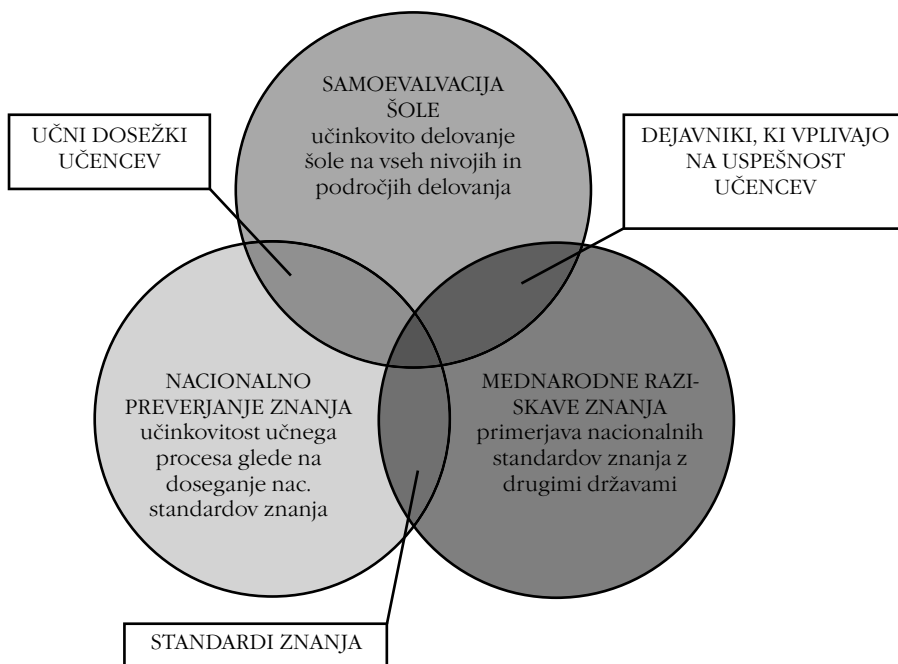 SAMOEVALVACIJA
ŠOLE
učinkovito delovanje
šole na vseh nivojih in
področjih delovanja
UČNI DOSEŽKI
UČENCEV
DEJAVNIKI, KI VPLIVAJO
NA USPEŠNOST
UČENCEV
NACIONALNO
PREVERJANJE ZNANJA
učinkovitost učnega
procesa glede na
doseganje nac.
standardov znanja
MEDNARODNE RAZI-
SKAVE ZNANJA
primerjava nacionalnih
standardov znanja z
drugimi državami
STANDARDI ZNANJA